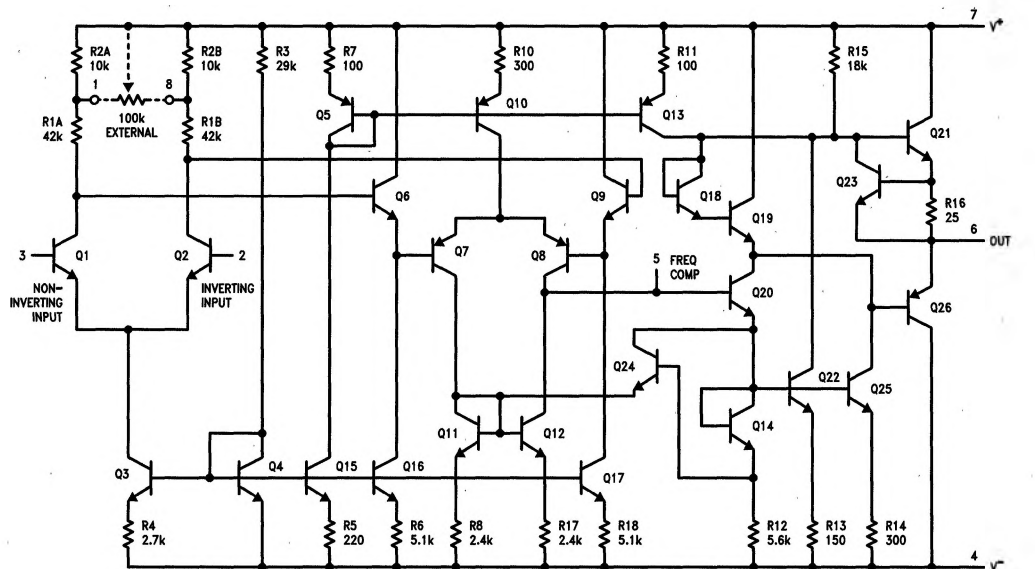 7 V+
R2A
10k
R2B
10k
R3
29k
R7
100
R10
300
R11
100
R15
18k
1
8
100k
EXTERNAL
Q5
Q10
Q13
Q21
R1A
42k
R1B
42k
Q6
Q9
Q18
Q19
Q23
R16
25
6
OUT
3
Q1
Q2
2
NON-
INVERTING
INPUT
INVERTING
INPUT
Q7
Q8
5 FREQ
COMP
Q20
Q26
Q24
Q22
Q25
Q11
Q12
Q14
Q3
Q4
Q15
Q16
Q17
R4
2.7k
R5
220
R6
5.1k
R8
2.4k
R17
2.4k
R18
5.1k
R12
5.6k
R13
150
R14
300
4
V-